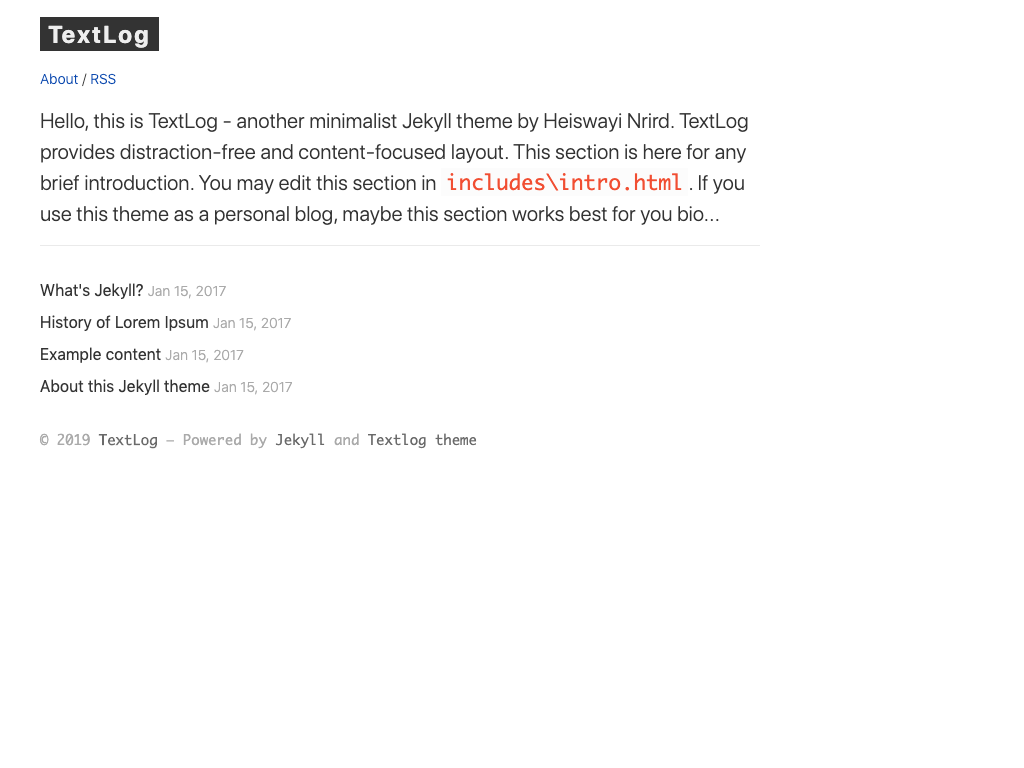 TextLog
About / RSS
Hello, this is TextLog - another minimalist Jekyll theme by Heiswayi Nrird. TextLog
provides distraction-free and content-focused layout. This section is here for any
brief introduction. You may edit this section in includes\intro.html. If you
use this theme as a personal blog, maybe this section works best for you bio...
What's Jekyll? Jan 15, 2017
History of Lorem Ipsum Jan 15, 2017
Example content Jan 15, 2017
About this Jekyll theme Jan 15, 2017
© 2019 TextLog — Powered by Jekyll and Textlog theme